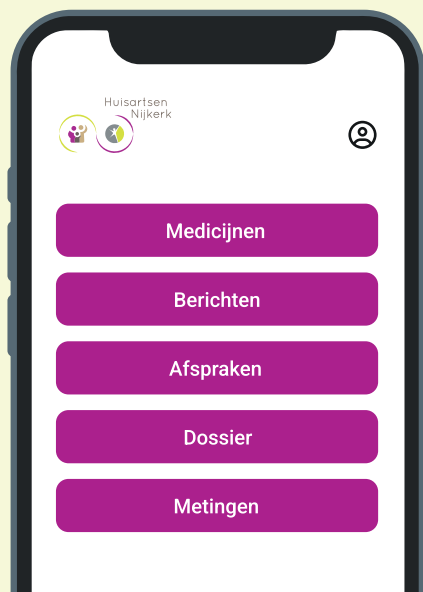 Huisartsen
Nijkerk
Medicijnen
Berichten
Afspraken
Dossier
Metingen